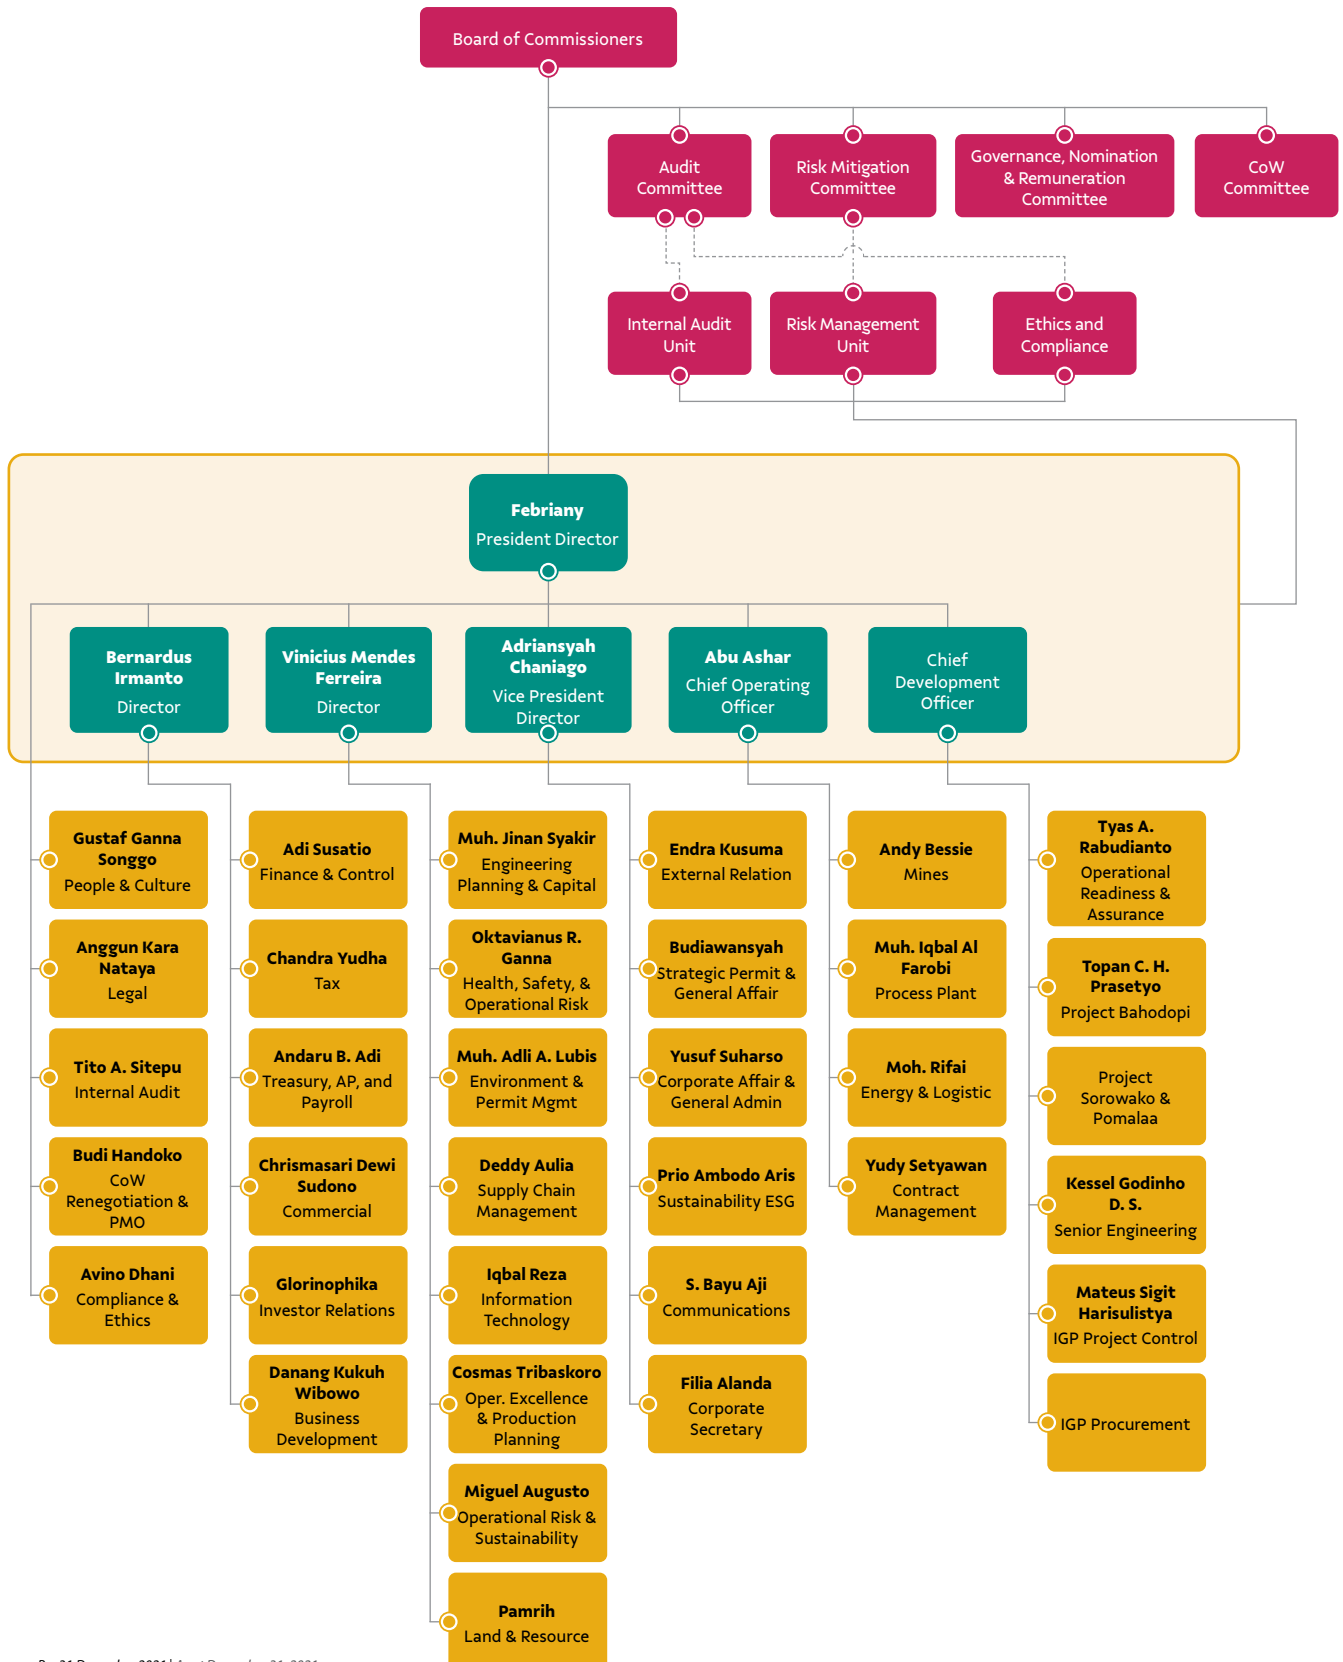 Board of Commissioners
Audit
Committee
Risk Mitigation
Committee
Governance, Nomination
& Remuneration
Committee
CoW
Committee
Internal Audit
Unit
Risk Management
Unit
Ethics and
Compliance
Febriany
President Director
Bernardus
Irmanto
Director
Vinicius Mendes
Ferreira
Director
Adriansyah
Chaniago
Vice President
Director
Abu Ashar
Chief Operating
Officer
Chief
Development
Officer
Gustaf Ganna
Songgo
People & Culture
Anggun Kara
Nataya
Legal
Tito A. Sitepu
Internal Audit
Budi Handoko
CoW
Renegotiation &
PMO
Avino Dhani
Compliance &
Ethics
Adi Susatio
Finance & Control
Chandra Yudha
Tax
Andaru B. Adi
Treasury, AP, and
Payroll
Chrismasari Dewi
Sudono
Commercial
Glorinophika
Investor Relations
Danang Kukuh
Wibowo
Business
Development
Muh. Jinan Syakir
Engineering
Planning & Capital
Oktavianus R.
Ganna
Health, Safety, &
Operational Risk
Muh. Adli A. Lubis
Environment &
Permit Mgmt
Deddy Aulia
Supply Chain
Management
Iqbal Reza
Information
Technology
Cosmas Tribaskoro
Oper. Excellence
& Production
Planning
Miguel Augusto
Operational Risk &
Sustainability
Pamrih
Land & Resource
Endra Kusuma
External Relation
Budiawansyah
Strategic Permit &
General Affair
Yusuf Suharso
Corporate Affair &
General Admin
Prio Ambodo Aris
Sustainability ESG
S. Bayu Aji
Communications
Filia Alanda
Corporate
Secretary
Andy Bessie
Mines
Muh. Iqbal Al
Farobi
Process Plant
Moh. Rifai
Energy & Logistic
Yudy Setyawan
Contract
Management
Tyas A.
Rabudianto
Operational
Readiness &
Assurance
Topan C. H.
Prasetyo
Project Bahodopi
Project
Sorowako &
Pomalaa
Kessel Godinho
D. S.
Senior Engineering
Mateus Sigit
Harisulistya
IGP Project Control
IGP Procurement